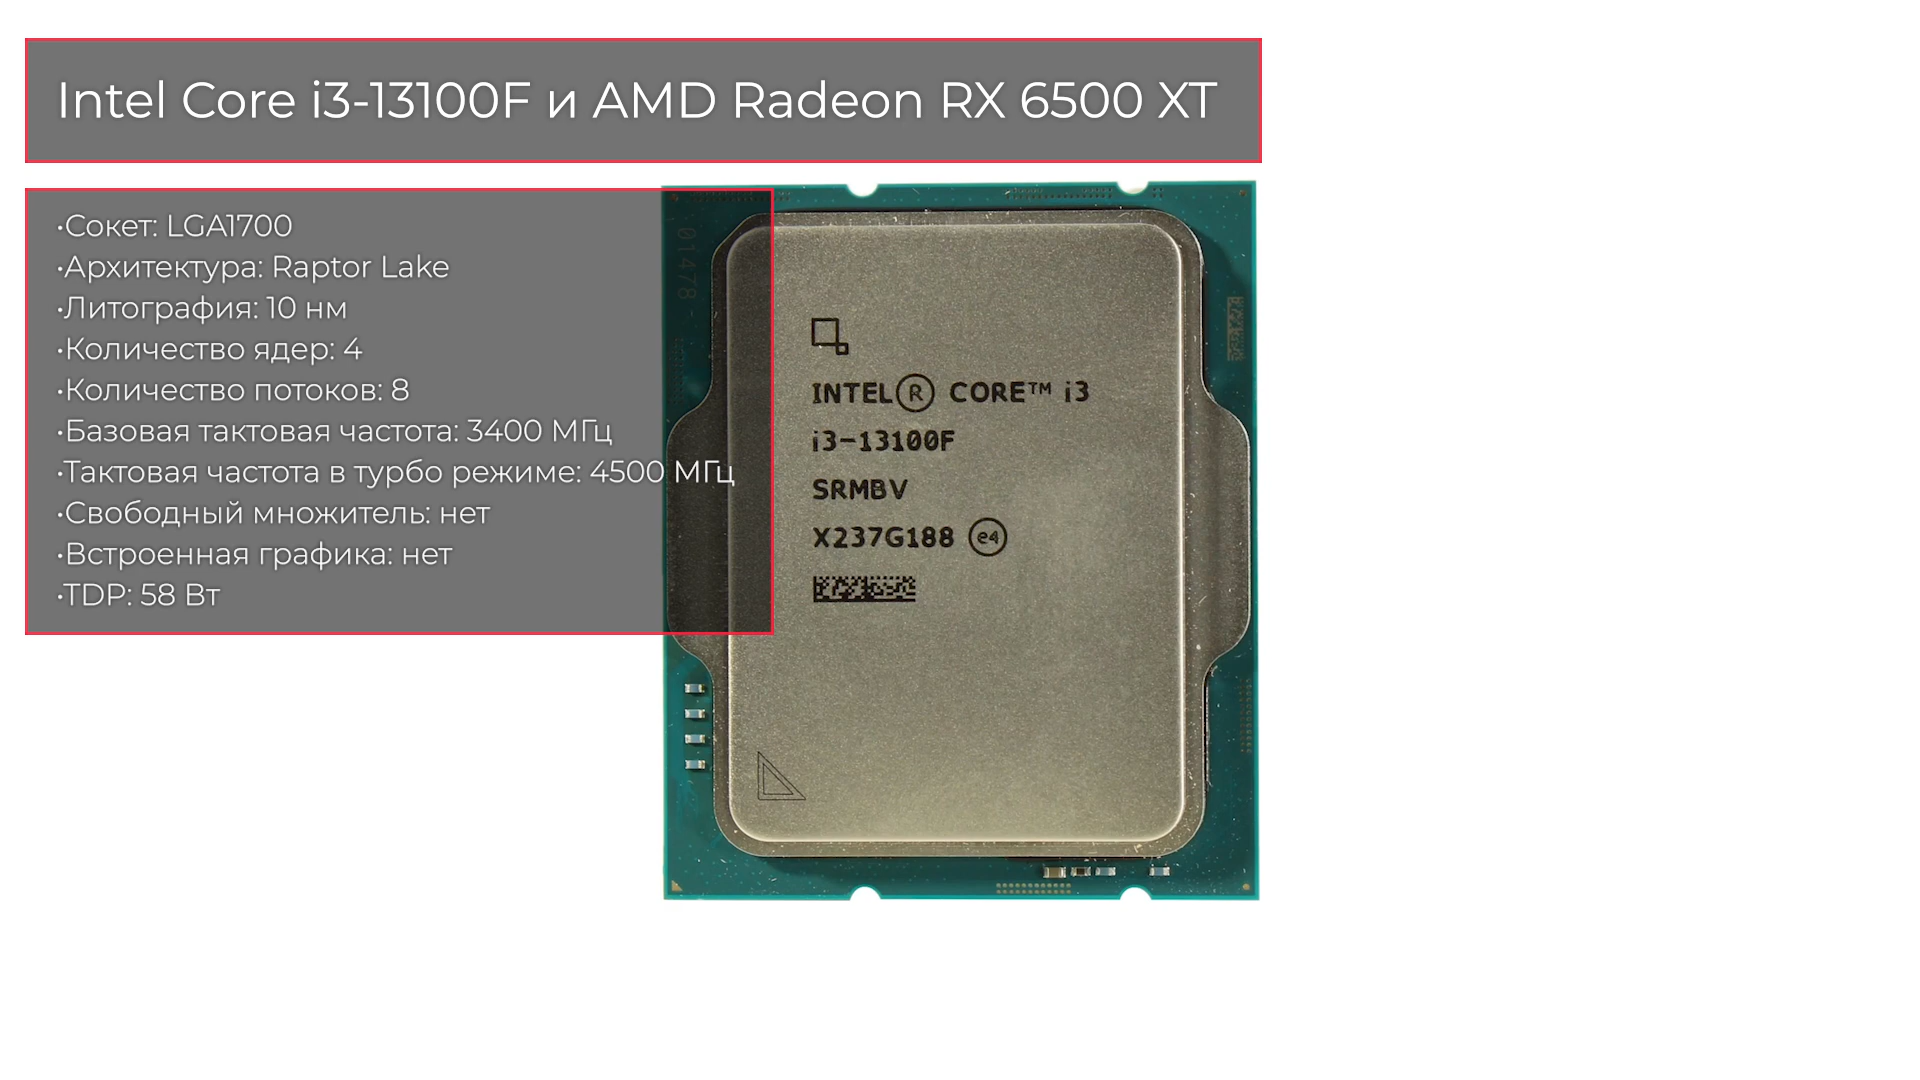 Intel Core i3-13100F и AMD Radeon RX 6500 XT
•Сокет: LGA1700
•Архитектура: Raptor Lake
•Литография: 10 нм
•Количество ядер: 4
•Количество потоков: 8
•Базовая тактовая частота: 3400 МГц
•Тактовая частота в турбо режиме: 4500 МГц
•Свободный множитель: нет
•Встроенная графика: нет
•TDP: 58 Вт
01478
INTEL® CORE™ i3
i3-13100F
SRMBV
X237G188 e4